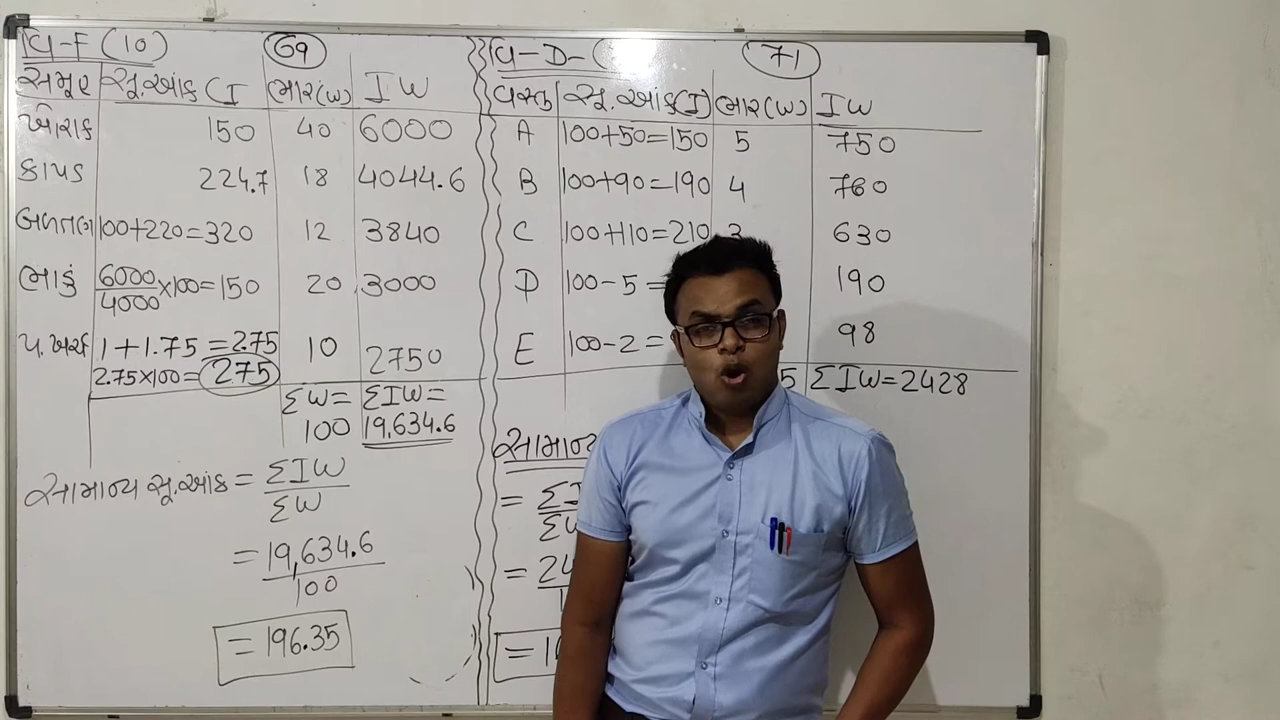 વિ-F (10) 69
સમૂહ સૂ.આંક (I ભાર(W) IW
ખોરાક 150 40 6000
કાપડ 224.7 18 4044.6
બળતણ 100+220=320 12 3840
ભાડું 6000/4000 ×100=150 20 3000
પ.ખર્ચ 1+1.75=2.75 10 2750
2.75×100=275
ΣW= ΣIW=
100 19,634.6
સામાન્ય સૂ.આંક = ΣIW
ΣW
= 19,634.6
100
= 196.35
વિ-D-( 71
વસ્તુ સૂ.આંક(I) ભાર(W) IW
A 100+50=150 5 750
B 100+90=190 4 760
C 100+110=210 3 630
D 100-5= 190
E 100-2= 98
5 ΣIW=2428
સામાન્ય